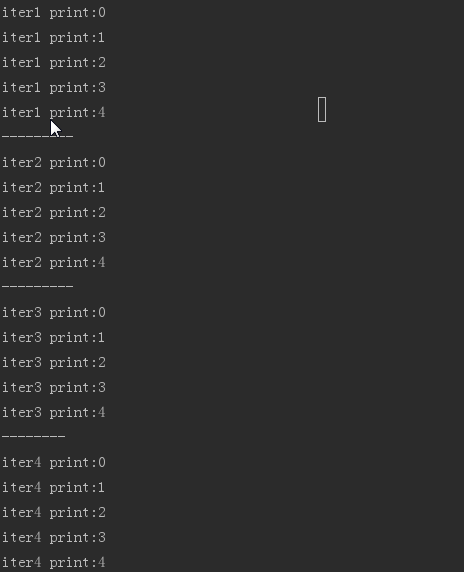 iter1 print:0
iter1 print:1
iter1 print:2
iter1 print:3
iter1 print:4
---------
iter2 print:0
iter2 print:1
iter2 print:2
iter2 print:3
iter2 print:4
---------
iter3 print:0
iter3 print:1
iter3 print:2
iter3 print:3
iter3 print:4
--------
iter4 print:0
iter4 print:1
iter4 print:2
iter4 print:3
iter4 print:4